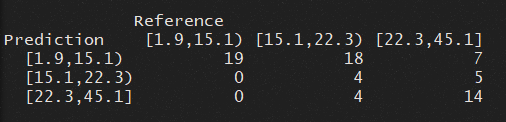 Reference
Prediction [1.9,15.1) [15.1,22.3) [22.3,45.1]
[1.9,15.1) 19 18 7
[15.1,22.3) 0 4 5
[22.3,45.1] 0 4 14